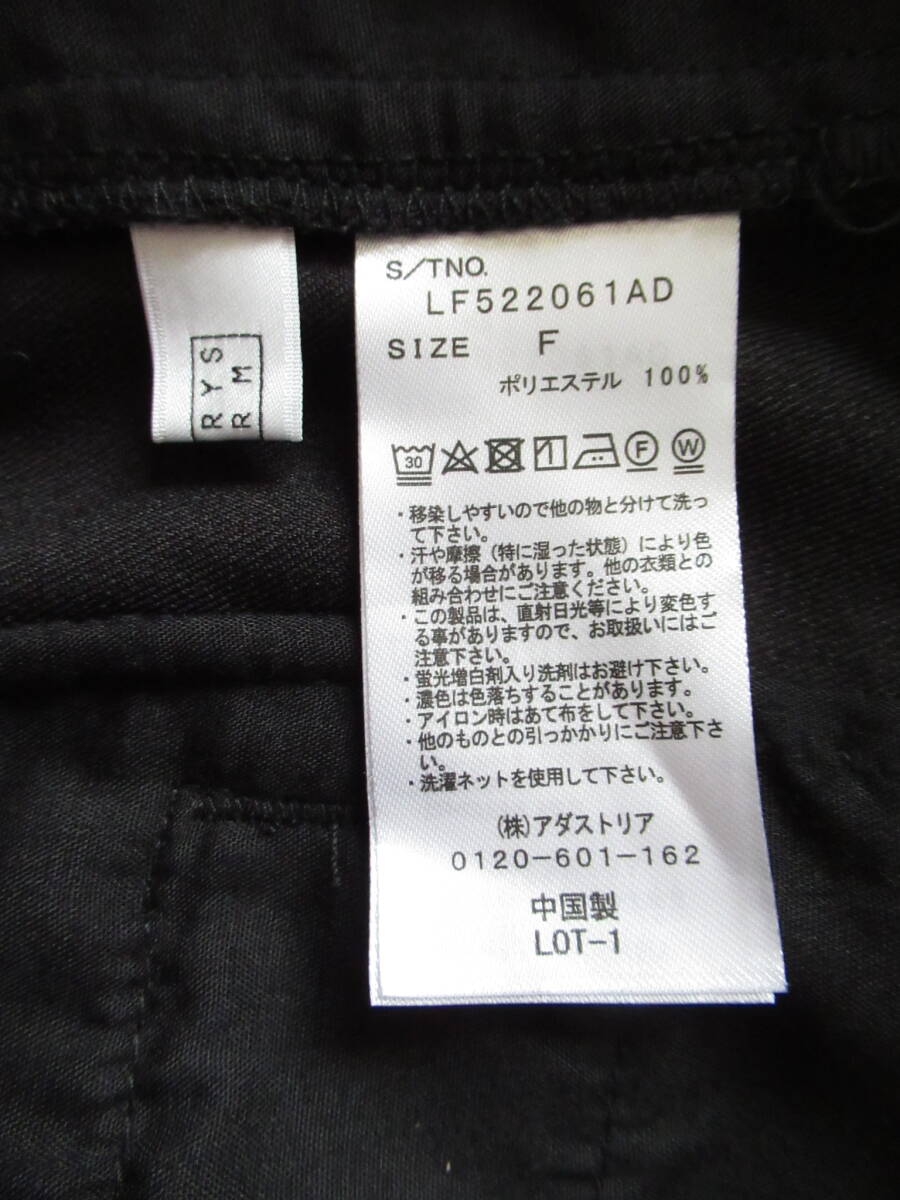 RYS
RM
S/TNO.
LF522061AD
SIZE F
ポリエステル 100%
30
F
W
・移染しやすいので他の物と分けて洗っ
て下さい。
・汗や摩擦（特に湿った状態）により色
が移る場合があります。他の衣類との
組み合わせにご注意ください。
・この製品は、直射日光等により変色す
る事がありますので、お取扱いにはご
注意下さい。
・蛍光増白剤入り洗剤はお避け下さい。
・濃色は色落ちすることがあります。
・アイロン時はあて布をして下さい。
・他のものとの引っかかりにご注意下さ
い。
・洗濯ネットを使用して下さい。
（株）アダストリア
0120-601-162
中国製
LOT-1